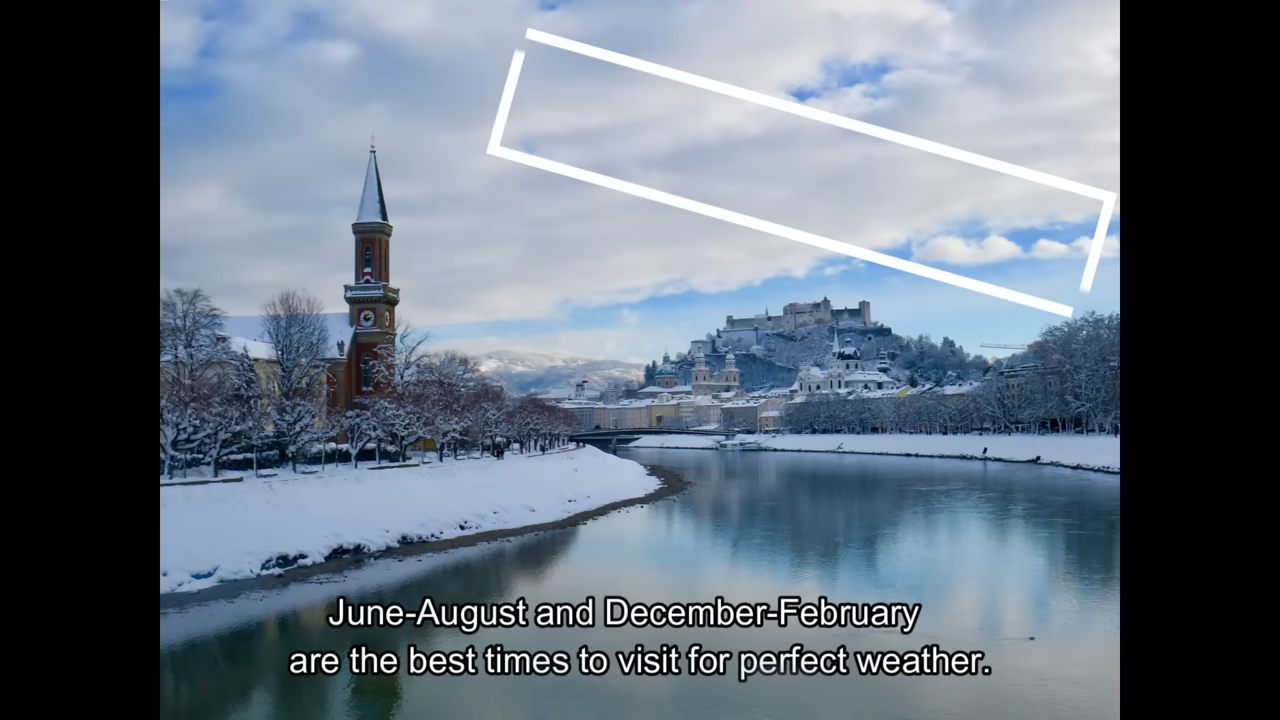 June-August and December-February
are the best times to visit for perfect weather.